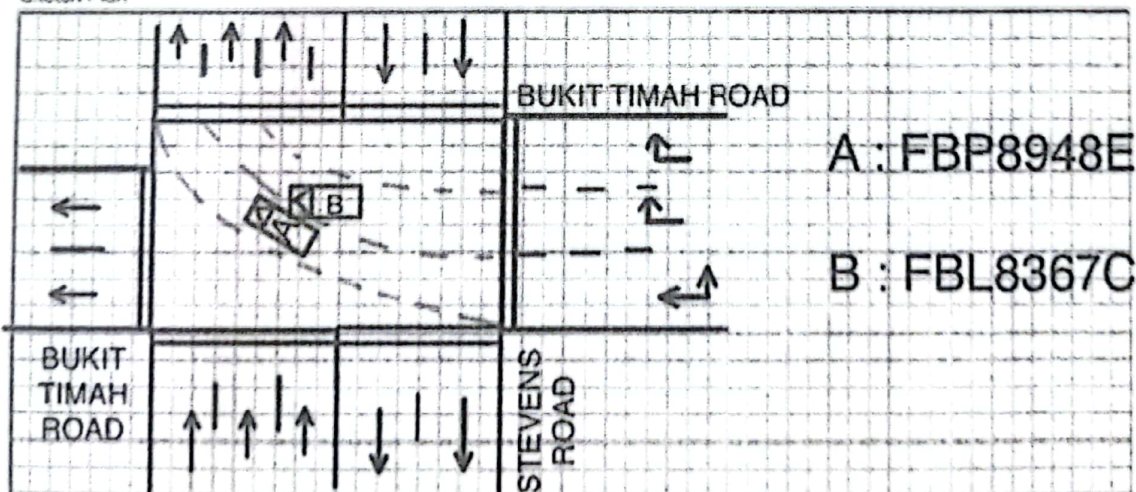 BUKIT TIMAH ROAD
A : FBP8948E
B
A
B : FBL8367C
BUKIT
TIMAH
ROAD
STEVENS
ROAD